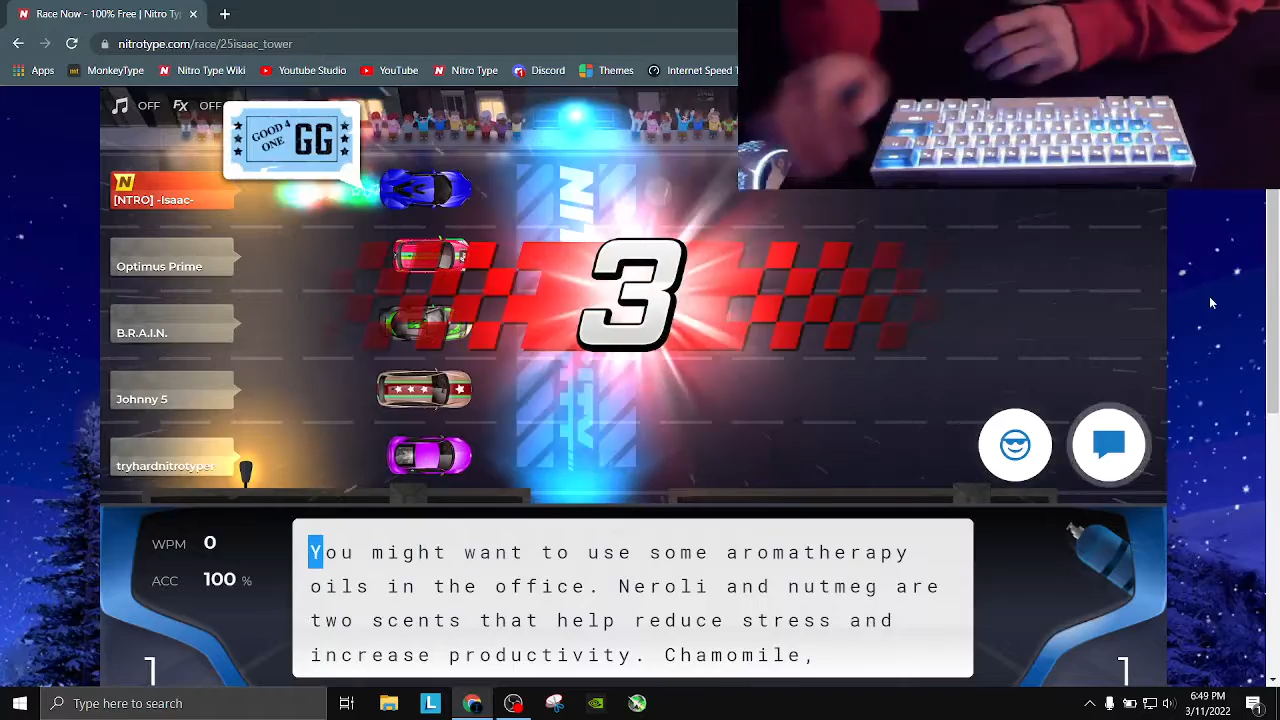 Race Now - 100% Free | Nitro Ty
nitrotype.com/race/25isaac_tower
Apps MonkeyType Nitro Type Wiki Youtube Studio YouTube Nitro Type Discord Themes Internet Speed T
OFF Fx OFF
GOOD 4 ONE GG
N
[NTRO] -Isaac-
Optimus Prime
B.R.A.I.N.
Johnny 5
tryhardnitrotyper
3
WPM 0
ACC 100 %
You might want to use some aromatherapy
oils in the office. Neroli and nutmeg are
two scents that help reduce stress and
increase productivity. Chamomile,
Type here to search
6:49 PM
3/11/2022